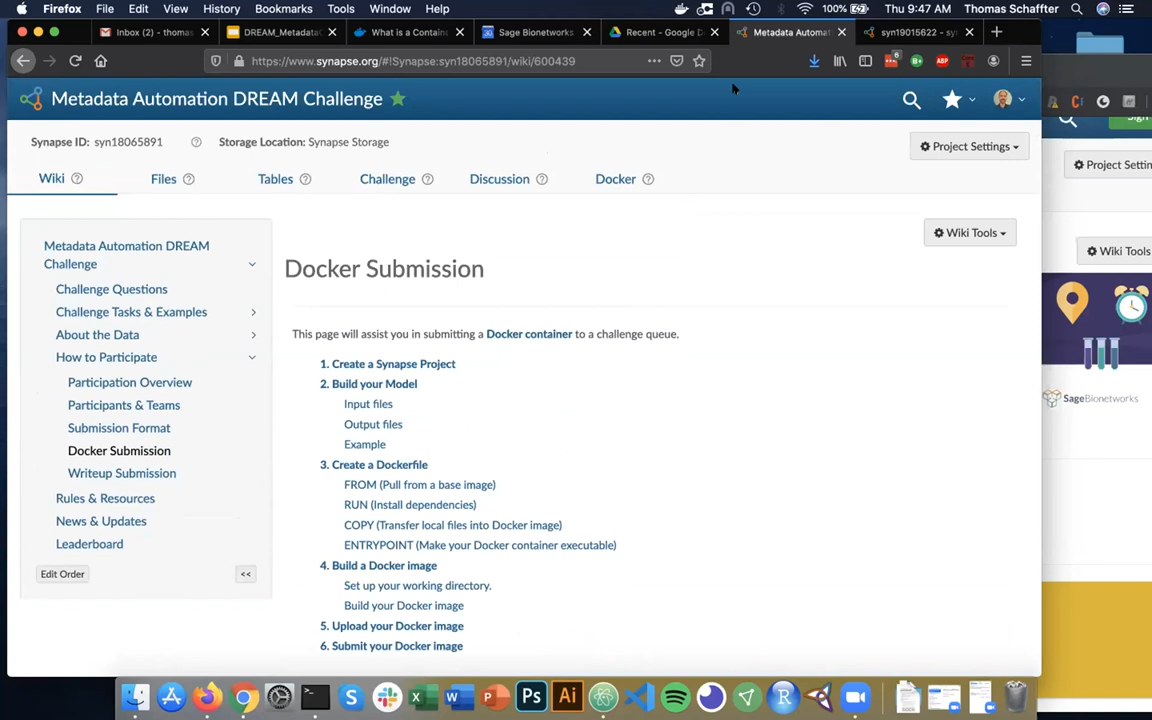 Firefox File Edit View History Bookmarks Tools Window Help 100% Thu 9:47 AM Thomas Schaffter
Inbox (2) - thomas
DREAM_Metadata
What is a Contain
Sage Bionetworks
Recent - Google D
Metadata Automat
syn19015622 - sy
https://www.synapse.org/#!Synapse:syn18065891/wiki/600439
6
ABP
Metadata Automation DREAM Challenge
Synapse ID: syn18065891 Storage Location: Synapse Storage
Project Settings
Wiki Files Tables Challenge Discussion Docker
Wiki Tools
Metadata Automation DREAM
Challenge
Challenge Questions
Challenge Tasks & Examples
About the Data
How to Participate
Participation Overview
Participants & Teams
Submission Format
Docker Submission
Writeup Submission
Rules & Resources
News & Updates
Leaderboard
Edit Order
<<
Docker Submission
This page will assist you in submitting a Docker container to a challenge queue.
1. Create a Synapse Project
2. Build your Model
Input files
Output files
Example
3. Create a Dockerfile
FROM (Pull from a base image)
RUN (Install dependencies)
COPY (Transfer local files into Docker image)
ENTRYPOINT (Make your Docker container executable)
4. Build a Docker image
Set up your working directory.
Build your Docker image
5. Upload your Docker image
6. Submit your Docker image
Sign
Project Settin
Wiki Tools
SageBionetworks
Ps
Ai
R